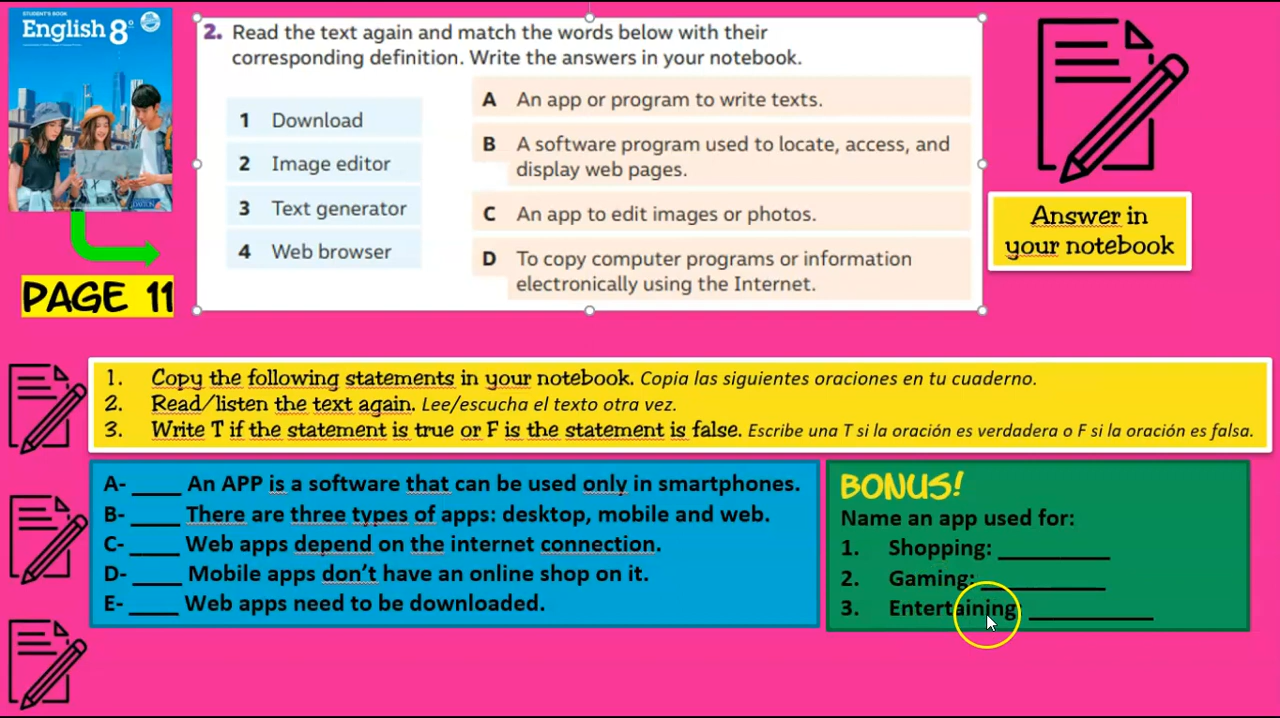 STUDENT'S BOOK
English 8°
PAGE 11
2. Read the text again and match the words below with their
corresponding definition. Write the answers in your notebook.
1 Download
2 Image editor
3 Text generator
4 Web browser
A An app or program to write texts.
B A software program used to locate, access, and
display web pages.
C An app to edit images or photos.
D To copy computer programs or information
electronically using the Internet.
Answer in
your notebook
1. Copy the following statements in your notebook. Copia las siguientes oraciones en tu cuaderno.
2. Read/listen the text again. Lee/escucha el texto otra vez.
3. Write T if the statement is true or F is the statement is false. Escribe una T si la oración es verdadera o F si la oración es falsa.
A- ____ An APP is a software that can be used only in smartphones.
B- ____ There are three types of apps: desktop, mobile and web.
C- ____ Web apps depend on the internet connection.
D- ____ Mobile apps don't have an online shop on it.
E- ____ Web apps need to be downloaded.
BONUS!
Name an app used for:
1. Shopping: _________
2. Gaming: __________
3. Entertaining: __________